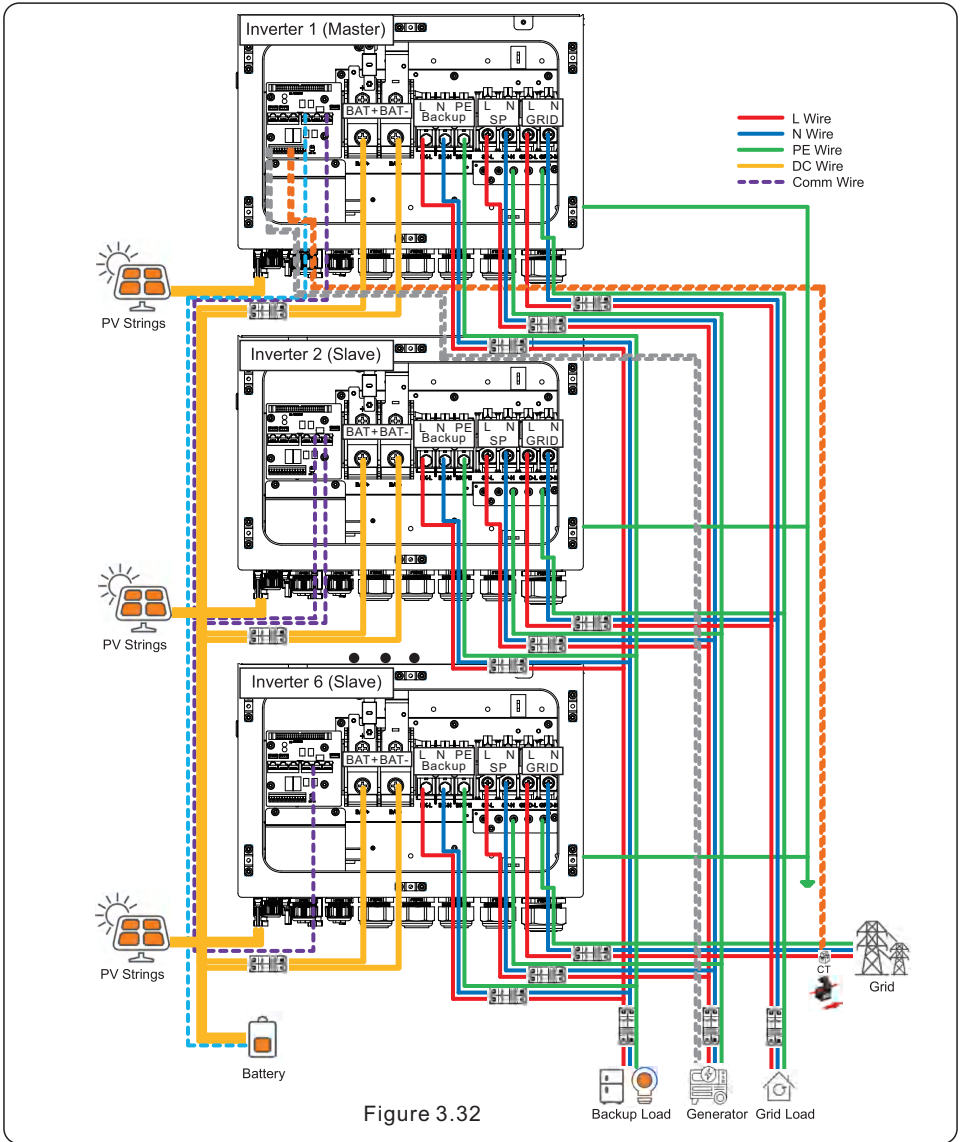 Inverter 1 (Master)
BAT+ BAT-
L N PE
Backup
L N
SP
L N
GRID
L Wire
N Wire
PE Wire
DC Wire
Comm Wire
PV Strings
Inverter 2 (Slave)
BAT+ BAT-
L N PE
Backup
L N
SP
L N
GRID
PV Strings
Inverter 6 (Slave)
BAT+ BAT-
L N PE
Backup
L N
SP
L N
GRID
PV Strings
CT
Grid
Battery
Backup Load
Generator
Grid Load
Figure 3.32